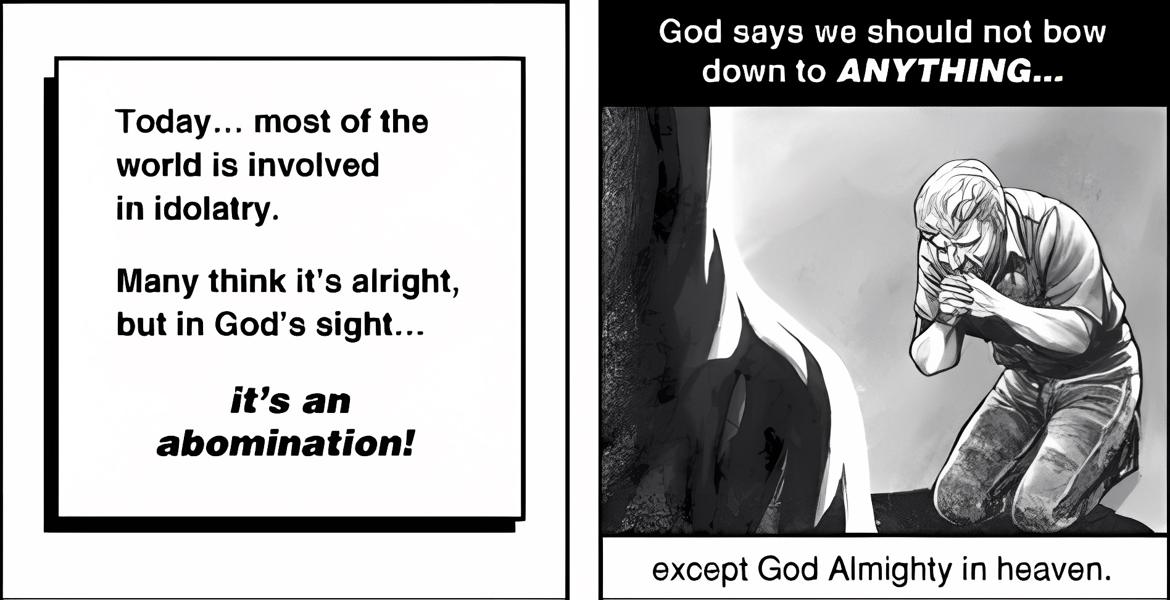 Today... most of the
world is involved
in idolatry.
Many think it's alright,
but in God's sight...
it's an
abomination!
God says we should not bow
down to ANYTHING...
except God Almighty in heaven.